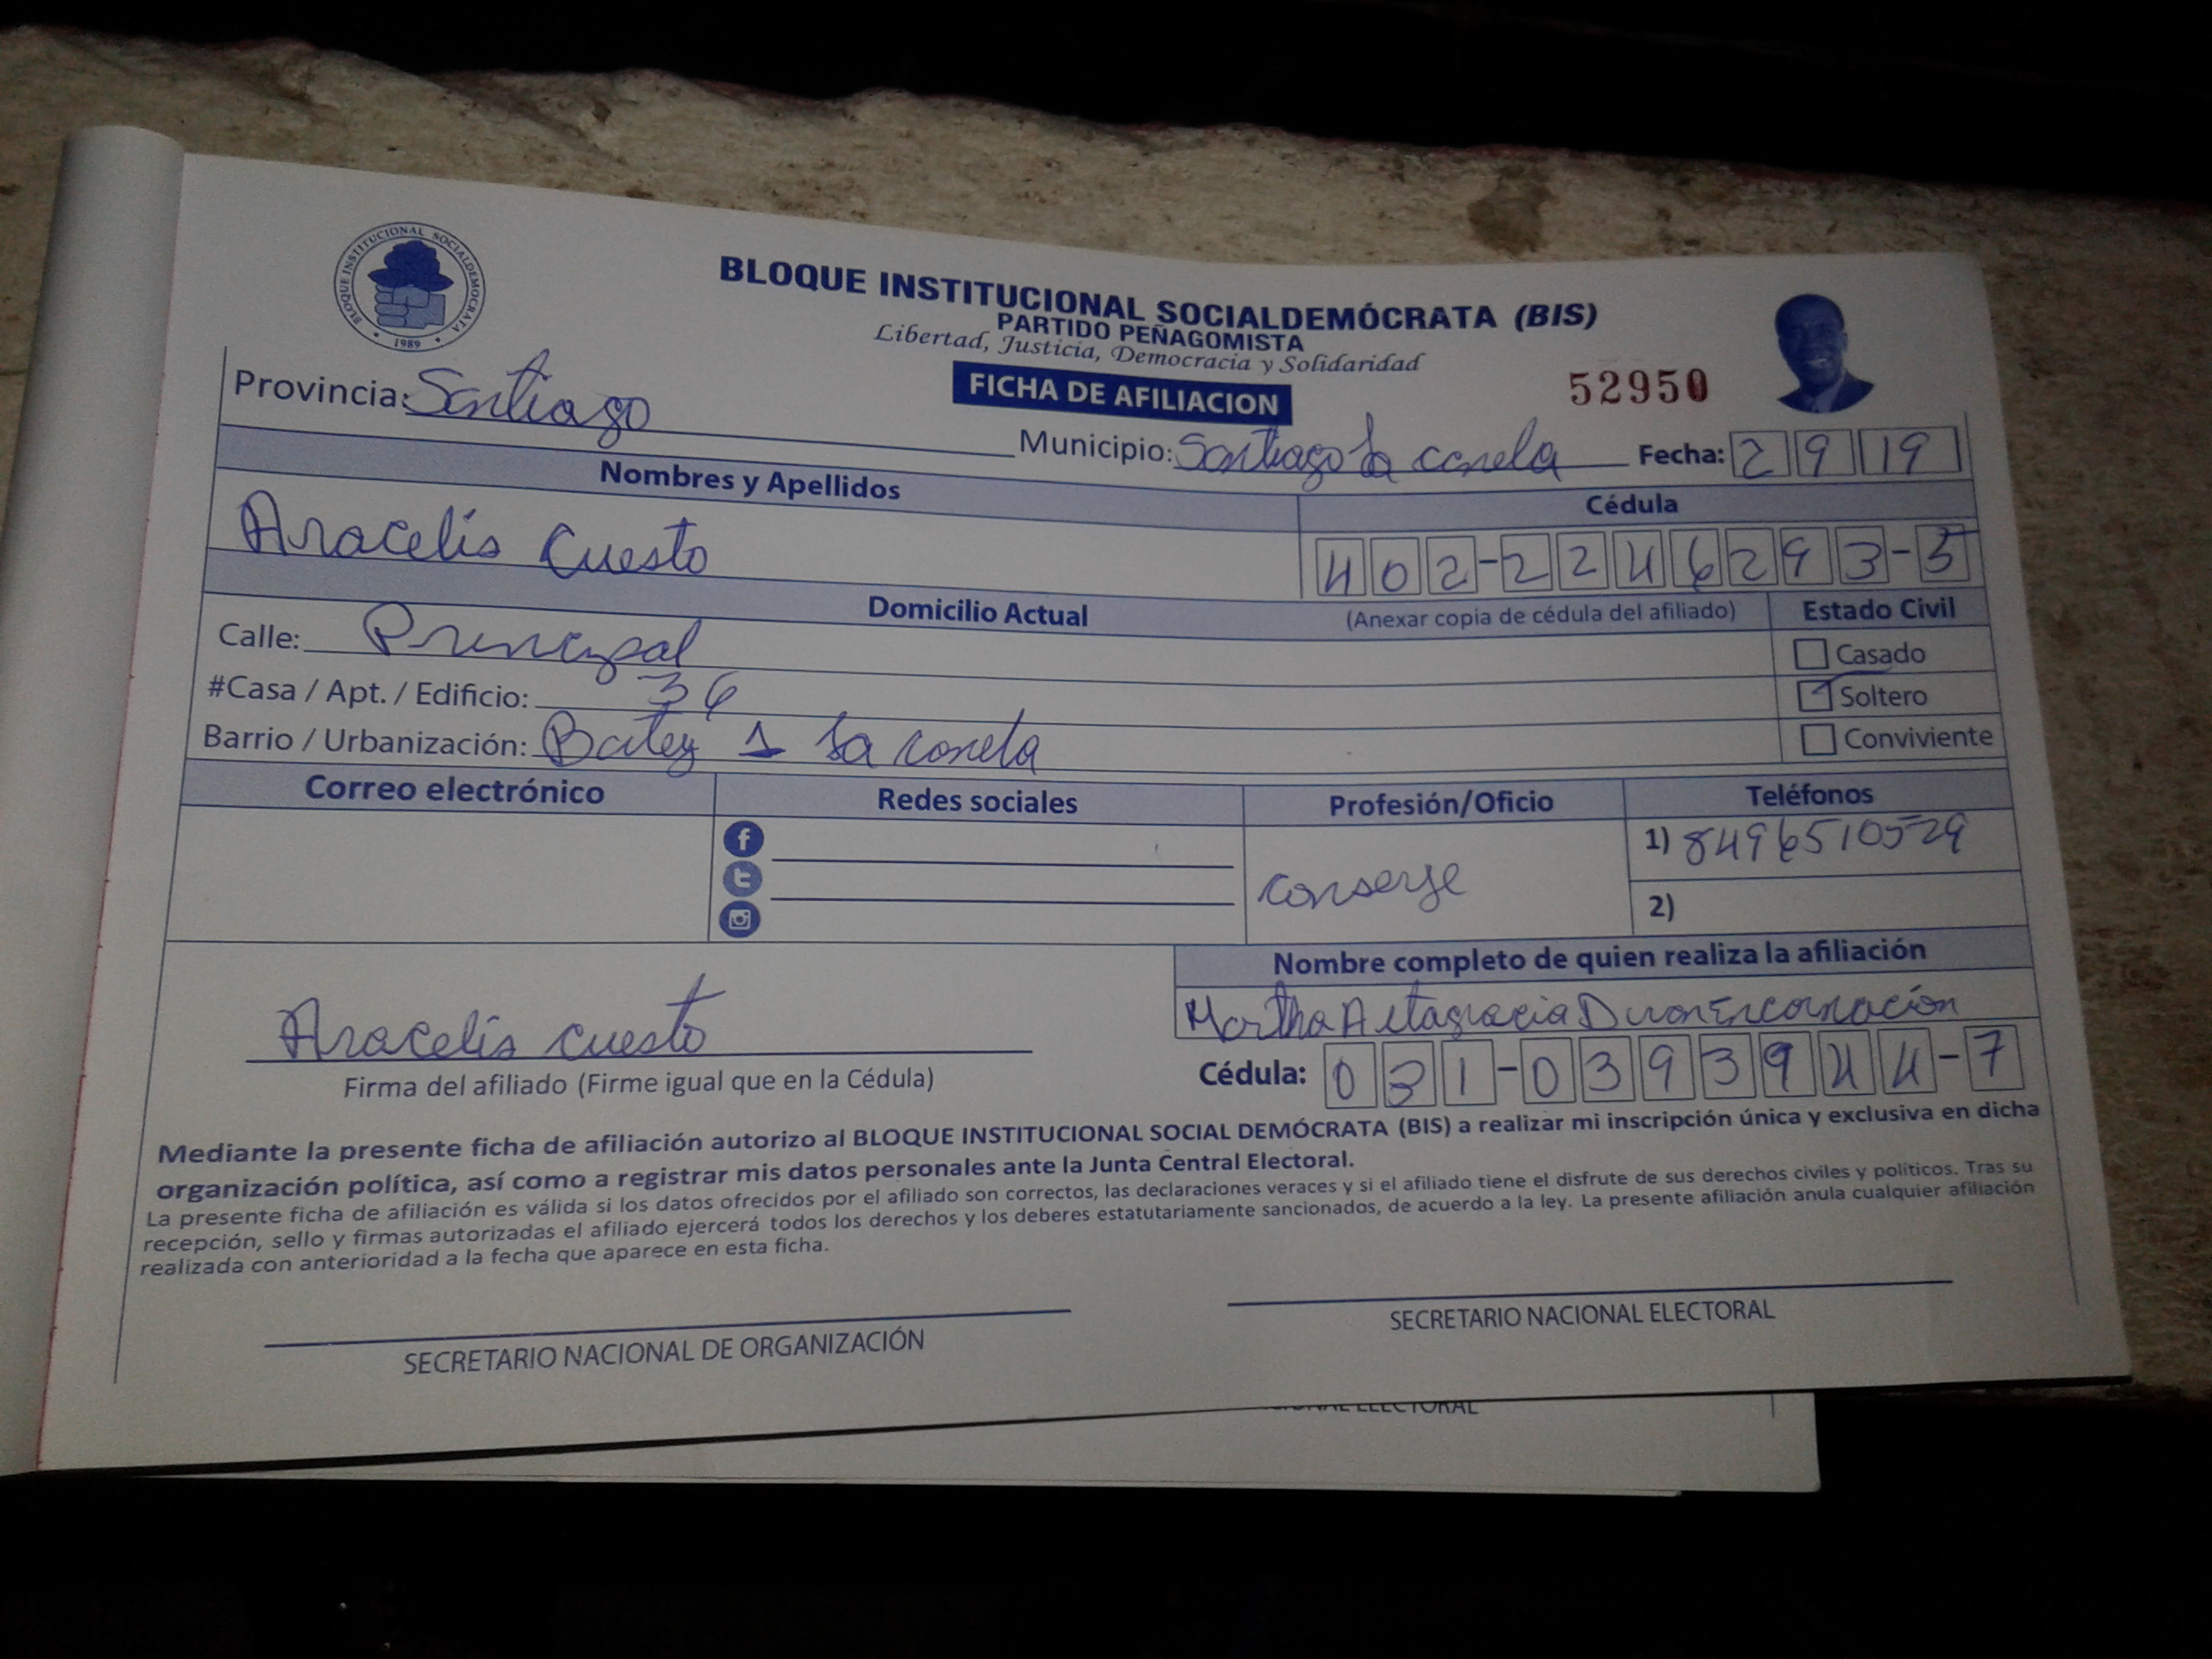 BLOQUE INSTITUCIONAL SOCIALDEMOCRATA
1989
BLOQUE INSTITUCIONAL SOCIALDEMÓCRATA (BIS)
PARTIDO PEÑAGOMISTA
Libertad, Justicia, Democracia y Solidaridad
FICHA DE AFILIACION
52950
Provincia: Santiago
Municipio: Santiago La canela Fecha: 2 9 19
Nombres y Apellidos Cédula
Aracelis Cuesto 402-2246293-5
Domicilio Actual (Anexar copia de cédula del afiliado) Estado Civil
Calle: Principal Casado
#Casa / Apt. / Edificio: 36 Soltero
Barrio / Urbanización: Batey 1 La canela Conviviente
Correo electrónico Redes sociales Profesión/Oficio Teléfonos
conserje
1) 8496510529
2)
Nombre completo de quien realiza la afiliación
Martha Altagracia Duran Encarnación
Aracelis cuesto
Firma del afiliado (Firme igual que en la Cédula)
Cédula: 031-0393944-7
Mediante la presente ficha de afiliación autorizo al BLOQUE INSTITUCIONAL SOCIAL DEMÓCRATA (BIS) a realizar mi inscripción única y exclusiva en dicha
organización política, así como a registrar mis datos personales ante la Junta Central Electoral.
La presente ficha de afiliación es válida si los datos ofrecidos por el afiliado son correctos, las declaraciones veraces y si el afiliado tiene el disfrute de sus derechos civiles y políticos. Tras su
recepción, sello y firmas autorizadas el afiliado ejercerá todos los derechos y los deberes estatutariamente sancionados, de acuerdo a la ley. La presente afiliación anula cualquier afiliación
realizada con anterioridad a la fecha que aparece en esta ficha.
SECRETARIO NACIONAL DE ORGANIZACIÓN
SECRETARIO NACIONAL ELECTORAL
ELECTORAL